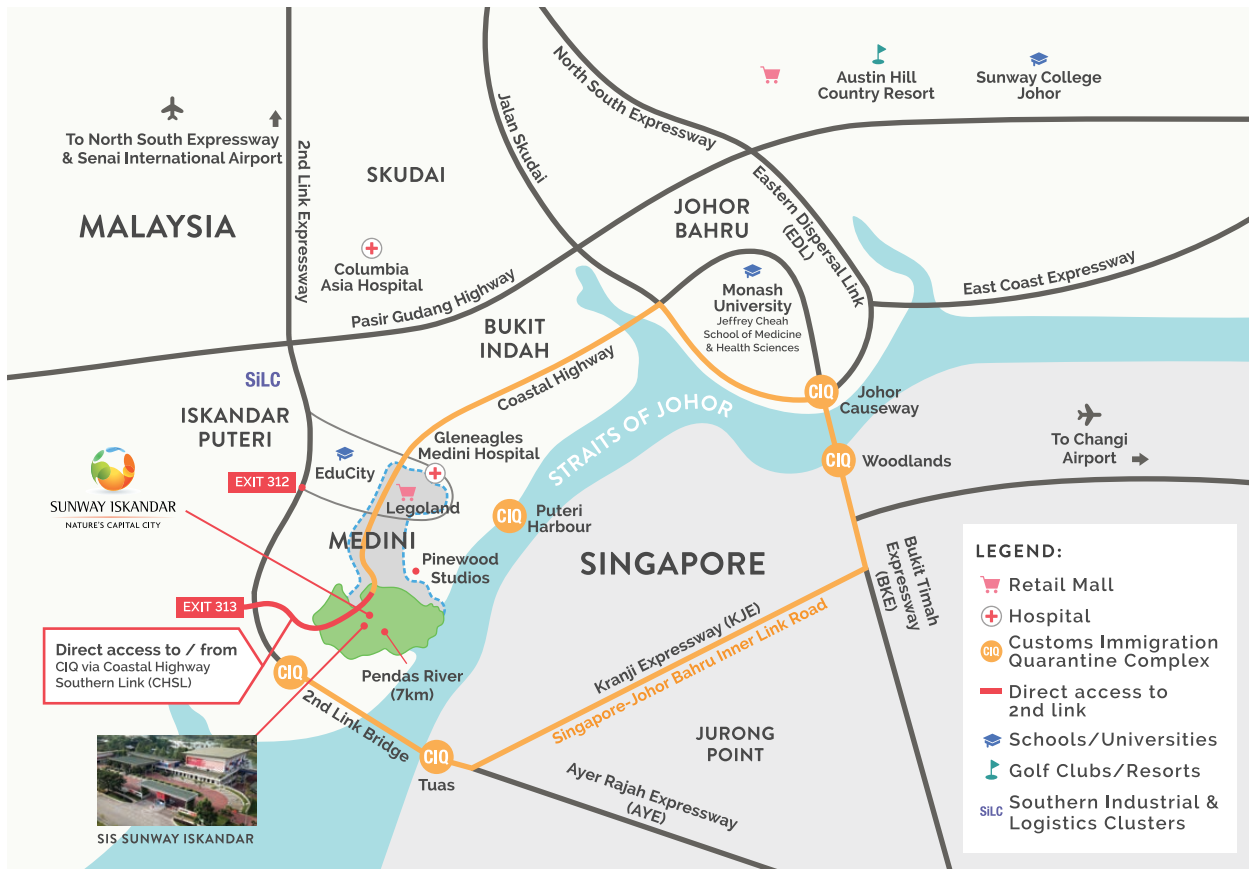 To North South Expressway
& Senai International Airport
2nd Link Expressway
SKUDAI
MALAYSIA
Columbia
Asia Hospital
Pasir Gudang Highway
Jalan Skudai
North South Expressway
Austin Hill
Country Resort
Sunway College
Johor
Eastern Dispersal Link
(EDL)
JOHOR
BAHRU
Monash
University
Jeffrey Cheah
School of Medicine
& Health Sciences
East Coast Expressway
BUKIT
INDAH
Coastal Highway
SiLC
ISKANDAR
PUTERI
EduCity
Gleneagles
Medini Hospital
STRAITS OF JOHOR
CIQ
Johor
Causeway
CIQ
Woodlands
To Changi
Airport
SUNWAY ISKANDAR
NATURE'S CAPITAL CITY
EXIT 312
Legoland
CIQ
Puteri
Harbour
MEDINI
Pinewood
Studios
SINGAPORE
Bukit Timah
Expressway
(BKE)
EXIT 313
Direct access to / from
CIQ via Coastal Highway
Southern Link (CHSL)
CIQ
Pendas River
(7km)
2nd Link Bridge
Kranji Expressway (KJE)
Singapore-Johor Bahru Inner Link Road
JURONG
POINT
CIQ
Tuas
Ayer Rajah Expressway
(AYE)
SIS SUNWAY ISKANDAR
LEGEND:
Retail Mall
Hospital
CIQ
Customs Immigration
Quarantine Complex
Direct access to
2nd link
Schools/Universities
Golf Clubs/Resorts
SiLC
Southern Industrial &
Logistics Clusters